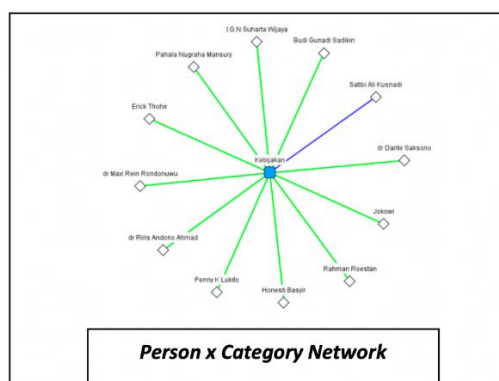 I.G.N Suharta Wijaya
Budi Gunadi Sadikin
Pahala Nugraha Mansury
Satibi Ali Kusnadi
Erick Thohir
Kebijakan
dr Dante Saksono
dr Maxi Rein Rondonuwu
Jokowi
dr Riris Andono Ahmad
Rahman Roestan
Penny K Lukito
Honesti Basyir
Person x Category Network